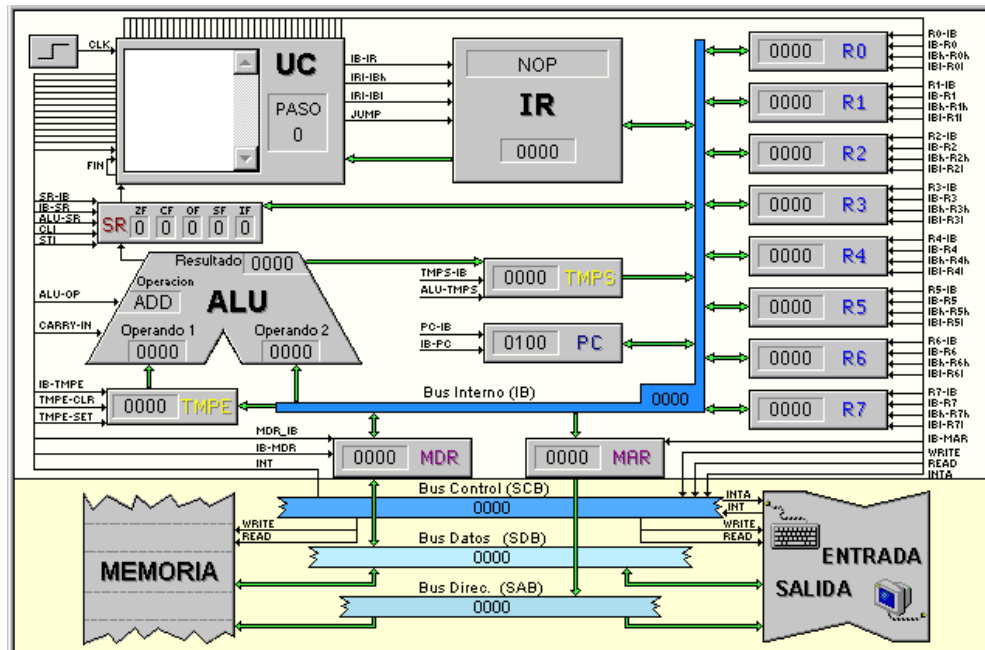 CLK
UC
PASO
0
FIN
IB-IR
IRl-IBh
IRl-IBl
JUMP
NOP
IR
0000
SR-IB
IB-SR
ALU-SR
CLI
STI
SR
ZF CF OF SF IF
0 0 0 0 0
Resultado 0000
Operacion
ADD
ALU
ALU-OP
CARRY-IN
Operando 1
0000
Operando 2
0000
IB-TMPE
TMPE-CLR
TMPE-SET
0000 TMPE
TMPS-IB
ALU-TMPS
0000 TMPS
PC-IB
IB-PC
0100 PC
Bus Interno (IB)
0000
0000 R0
R0-IB
IB-R0
IBh-R0h
IBl-R0l
0000 R1
R1-IB
IB-R1
IBh-R1h
IBl-R1l
0000 R2
R2-IB
IB-R2
IBh-R2h
IBl-R2l
0000 R3
R3-IB
IB-R3
IBh-R3h
IBl-R3l
0000 R4
R4-IB
IB-R4
IBh-R4h
IBl-R4l
0000 R5
R5-IB
IB-R5
IBh-R5h
IBl-R5l
0000 R6
R6-IB
IB-R6
IBh-R6h
IBl-R6l
0000 R7
R7-IB
IB-R7
IBh-R7h
IBl-R7l
MDR_IB
IB-MDR
INT
0000 MDR
0000 MAR
IB-MAR
WRITE
READ
INTA
Bus Control (SCB)
0000
INTA
INT
WRITE
READ
WRITE
READ
Bus Datos (SDB)
0000
Bus Direc. (SAB)
0000
MEMORIA
ENTRADA
SALIDA